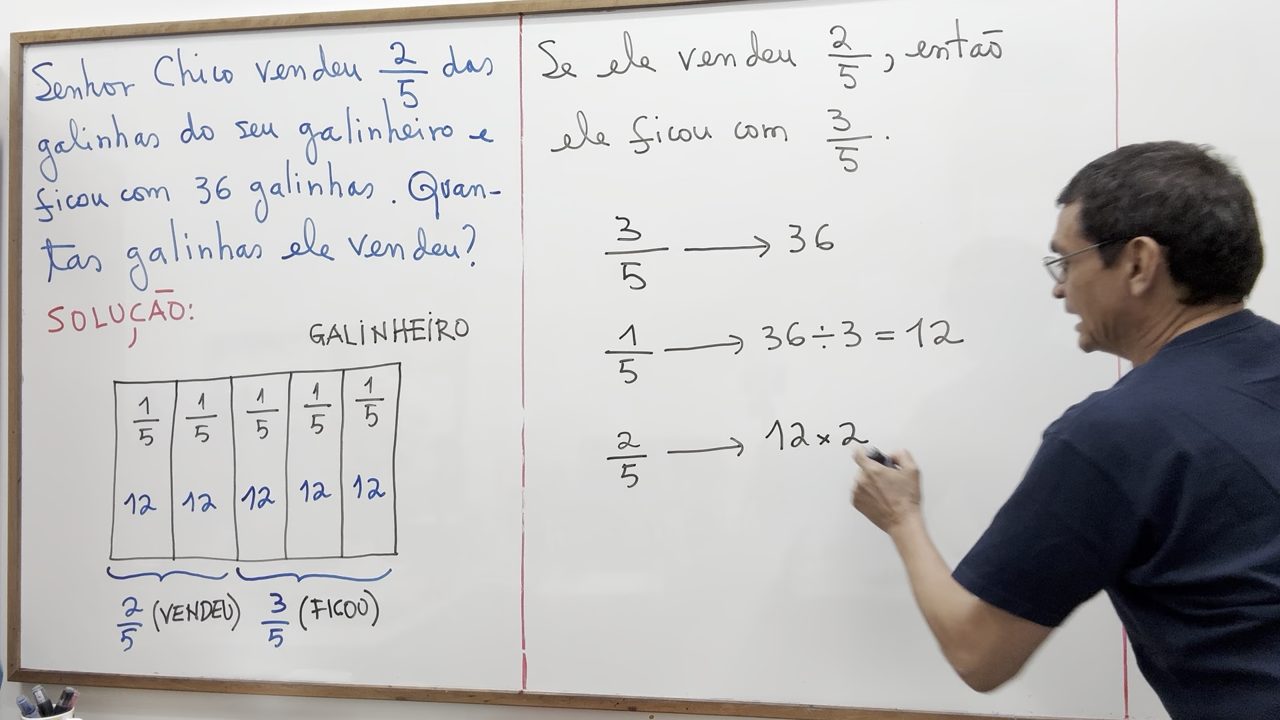 Senhor Chico vendeu 2/5 das
galinhas do seu galinheiro e
ficou com 36 galinhas. Quan-
tas galinhas ele vendeu?
SOLUÇÃO:
GALINHEIRO
1/5 1/5 1/5 1/5 1/5
12 12 12 12 12
2/5 (VENDEU) 3/5 (FICOU)
Se ele vendeu 2/5, então
ele ficou com 3/5.
3/5 → 36
1/5 → 36 ÷ 3 = 12
2/5 → 12 × 2